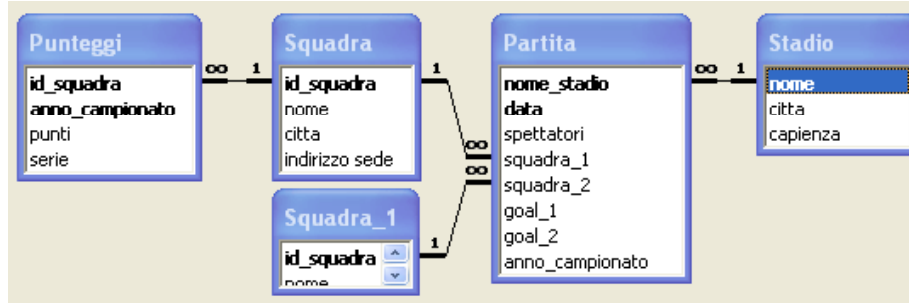 Punteggi
id_squadra
anno_campionato
punti
serie
∞ 1
Squadra
id_squadra
nome
citta
indirizzo sede
1
∞
∞
1
Squadra_1
id_squadra
nome
Partita
nome_stadio
data
spettatori
squadra_1
squadra_2
goal_1
goal_2
anno_campionato
∞ 1
Stadio
nome
citta
capienza